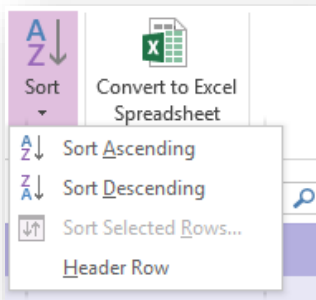 Sort
Convert to Excel
Spreadsheet
Sort Ascending
Sort Descending
Sort Selected Rows...
Header Row